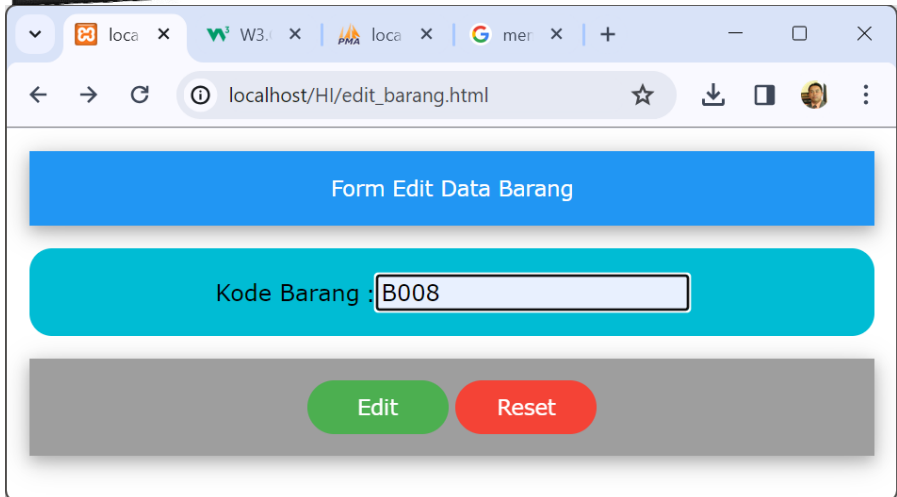 loca W3.( loca mer
localhost/HI/edit_barang.html
Form Edit Data Barang
Kode Barang : B008
Edit Reset